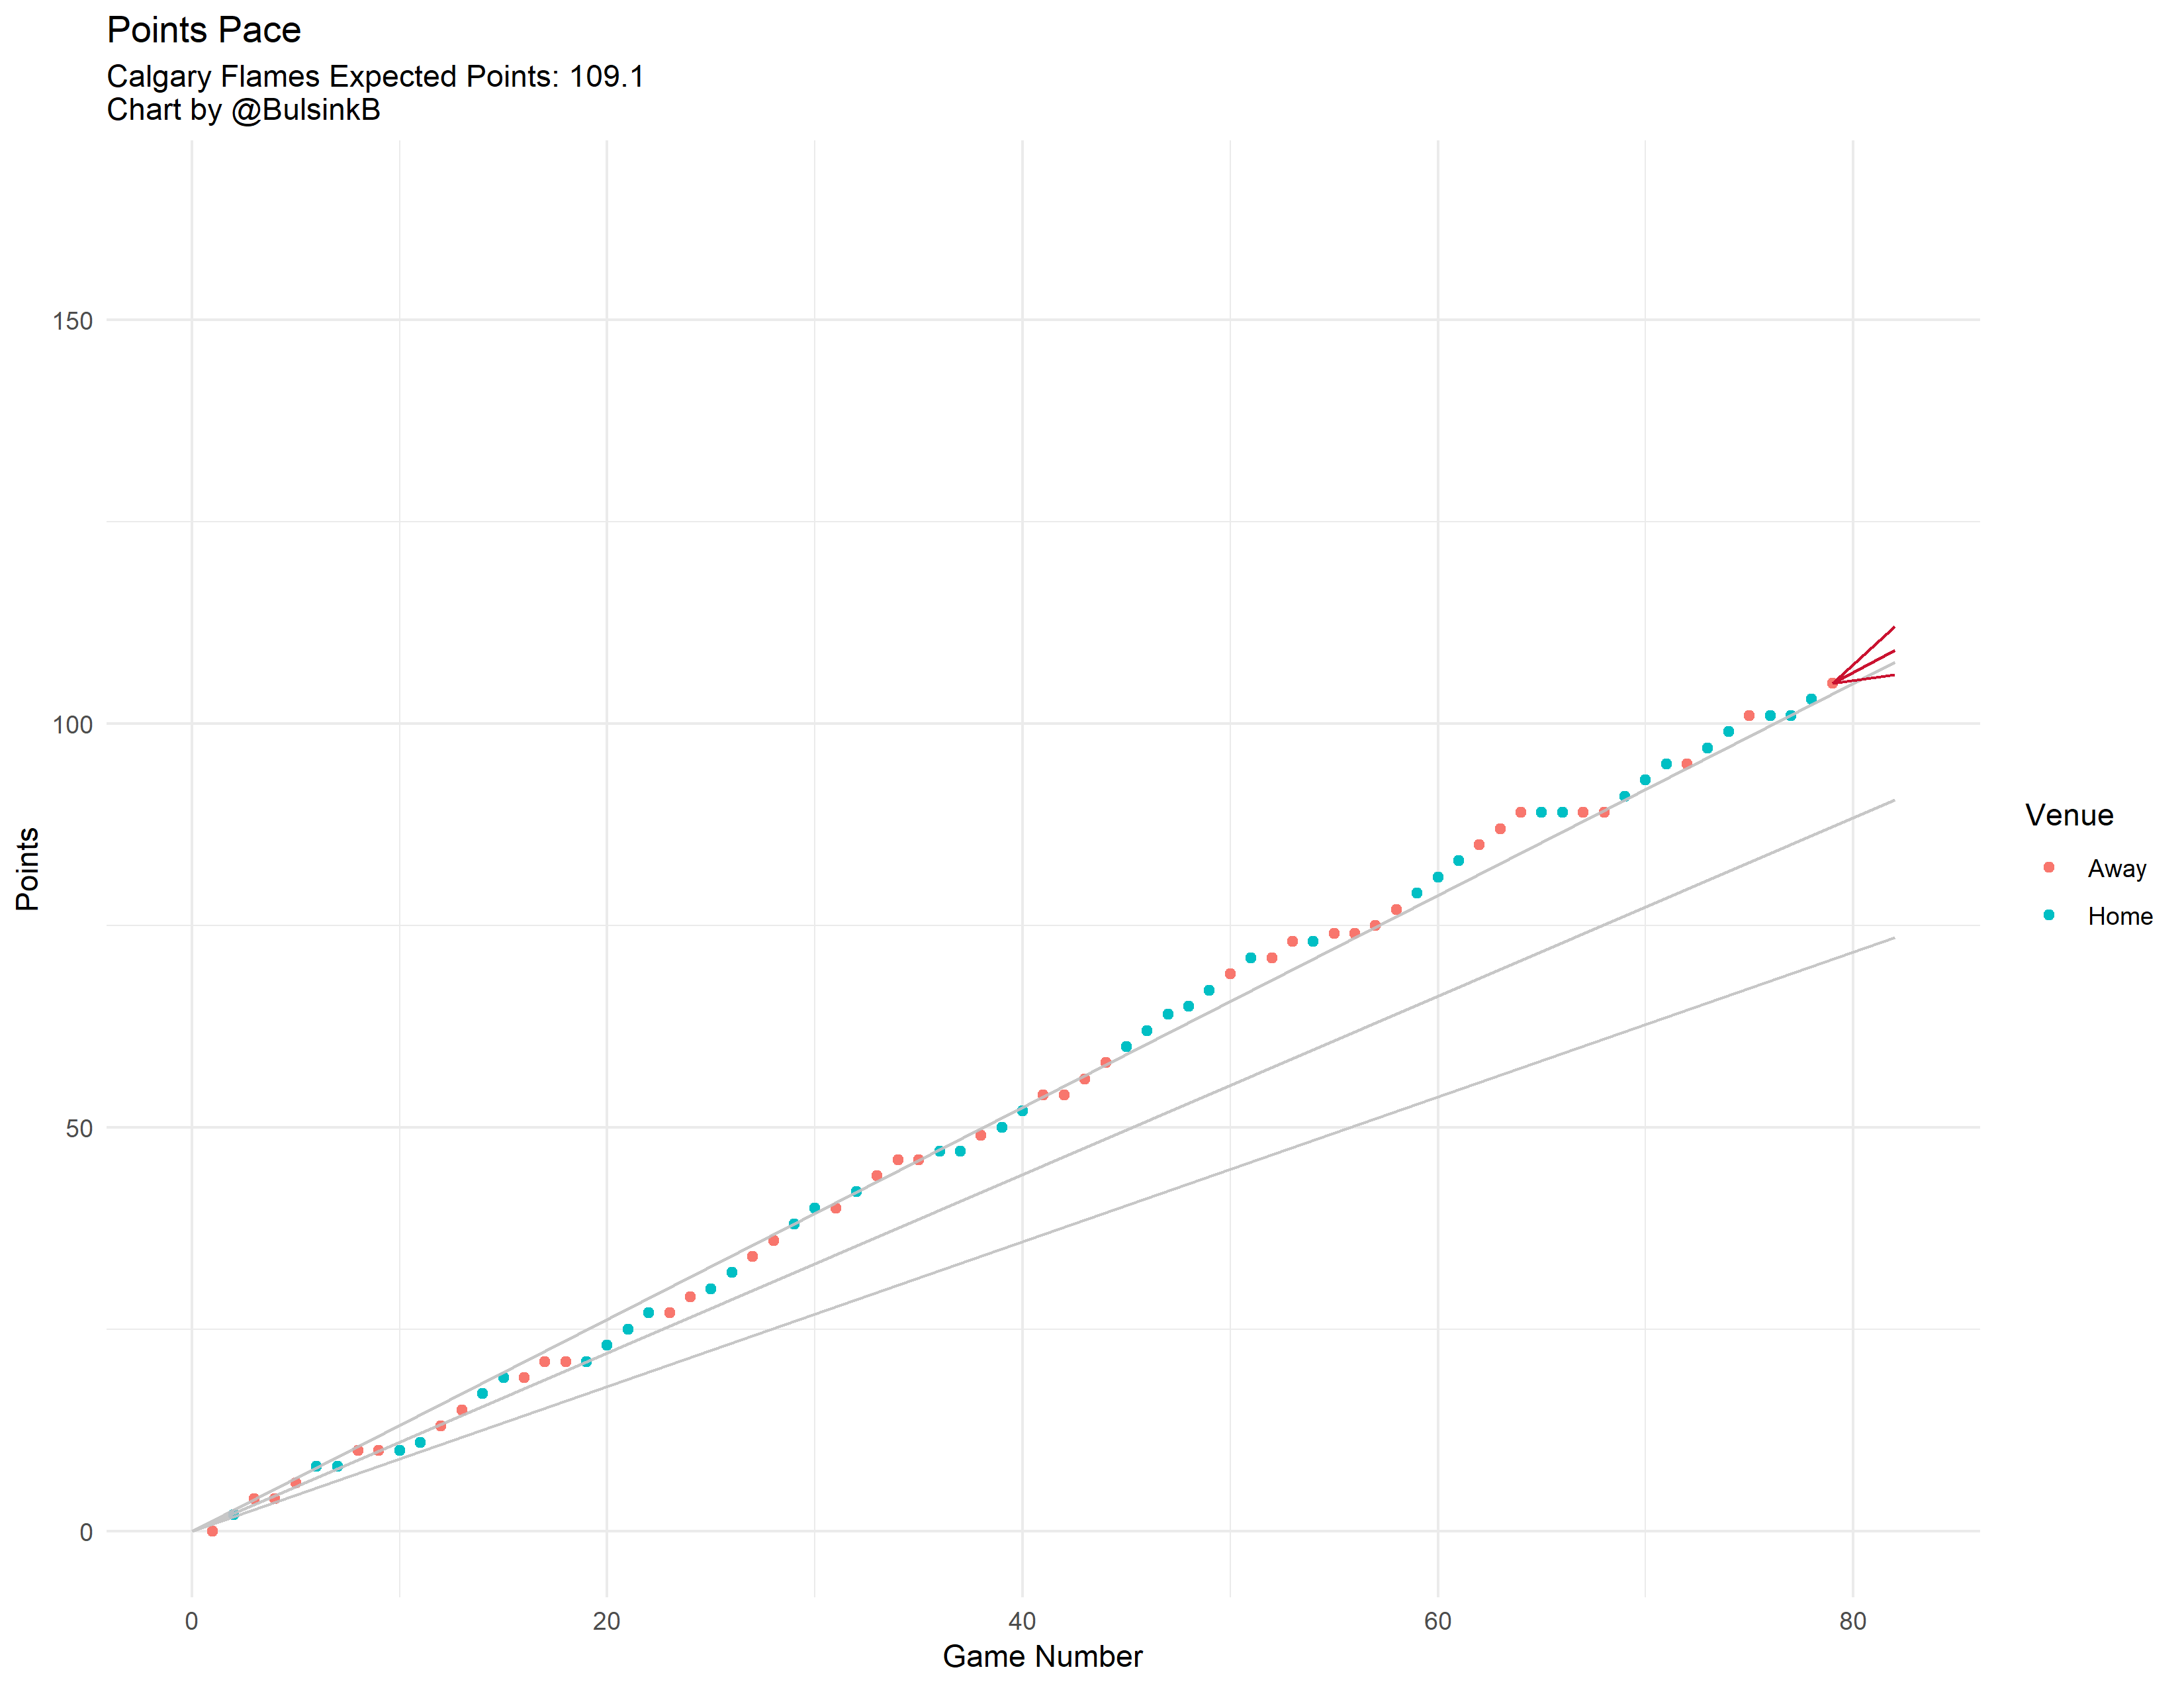 Points Pace
Calgary Flames Expected Points: 109.1
Chart by @BulsinkB
150
100
50
0
Points
0 20 40 60 80
Game Number
Venue
Away
Home